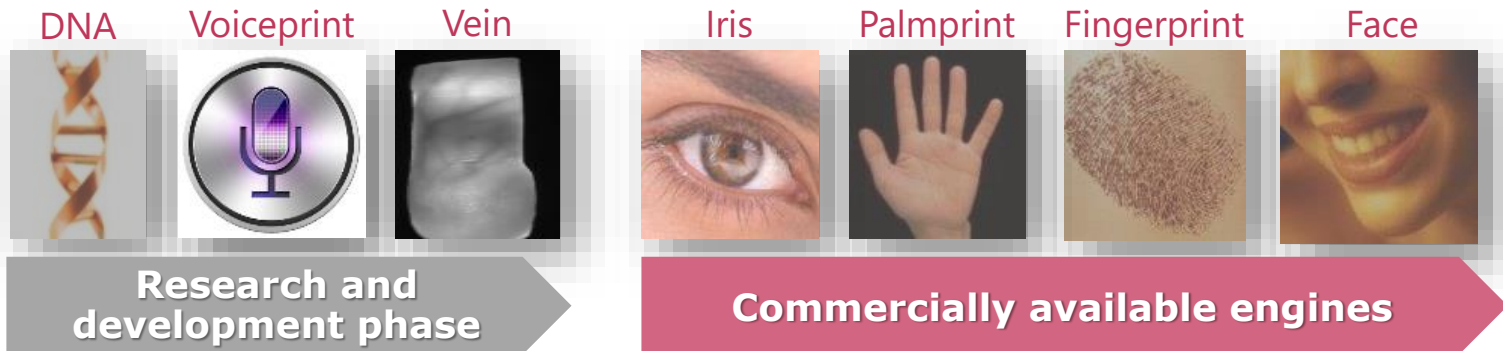 DNA
Voiceprint
Vein
Iris
Palmprint
Fingerprint
Face
Research and
development phase
Commercially available engines